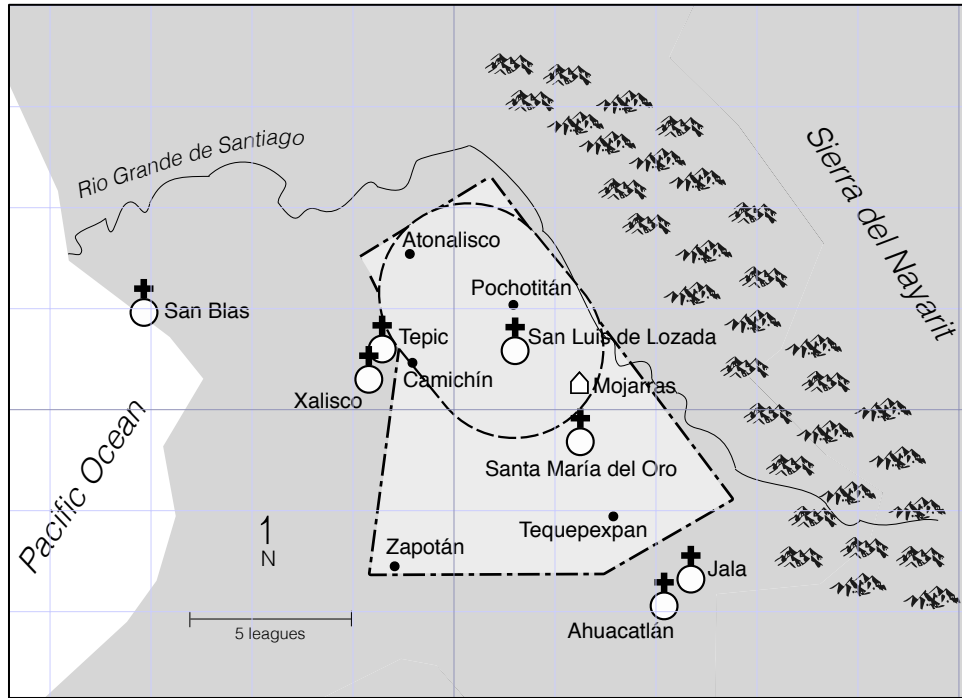 Rio Grande de Santiago
Sierra del Nayarit
Atonalisco
Pochotitán
San Blas
Tepic
San Luis de Lozada
Camichín
Mojarras
Xalisco
Pacific Ocean
Santa María del Oro
N
Tequepexpan
Zapotán
Jala
5 leagues
Ahuacatlán